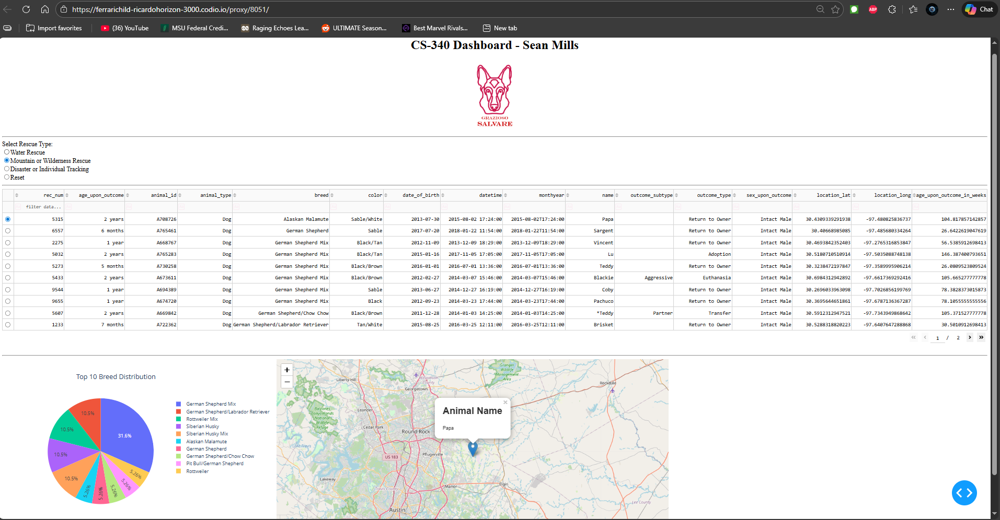 https://ferrarichild-ricardohorizon-3000.codio.io/proxy/8051/
ABP
Chat
Import favorites
(36) YouTube
MSU Federal Credi...
Raging Echoes Lea...
ULTIMATE Season...
Best Marvel Rivals...
New tab
CS-340 Dashboard - Sean Mills
GRAZIOSO
SALVARE
Select Rescue Type:
Water Rescue
Mountain or Wilderness Rescue
Disaster or Individual Tracking
Reset
rec_num age_upon_outcome animal_id animal_type breed color date_of_birth datetime monthyear name outcome_subtype outcome_type sex_upon_outcome location_lat location_long age_upon_outcome_in_weeks
filter data...
5315 2 years A708726 Dog Alaskan Malamute Sable/White 2013-07-30 2015-08-02 17:24:00 2015-08-02T17:24:00 Papa Return to Owner Intact Male 30.4309339291938 -97.480825836737 104.817857142857
6557 6 months A765461 Dog German Shepherd Sable 2017-07-20 2018-01-22 11:54:00 2018-01-22T11:54:00 Sargent Return to Owner Intact Male 30.40668985085 -97.485680334264 26.6422619047619
2275 1 year A668767 Dog German Shepherd Mix Black/Tan 2012-11-09 2013-12-09 18:29:00 2013-12-09T18:29:00 Vincent Return to Owner Intact Male 30.4693842352403 -97.2765316853847 56.5385912698413
5032 2 years A765283 Dog German Shepherd Mix Black/Tan 2015-01-16 2017-11-05 17:05:00 2017-11-05T17:05:00 Lu Adoption Intact Male 30.5180710510914 -97.5035088748138 146.387400793651
5273 5 months A730258 Dog German Shepherd Mix Black/Brown 2016-01-01 2016-07-01 13:36:00 2016-07-01T13:36:00 Teddy Return to Owner Intact Male 30.3238472197847 -97.3589995906214 26.0809523809524
5433 2 years A673611 Dog German Shepherd Mix Black/Brown 2012-02-27 2014-03-07 15:46:00 2014-03-07T15:46:00 Blackie Aggressive Euthanasia Intact Male 30.6984312942892 -97.6617369292416 105.665277777778
9544 1 year A694389 Dog German Shepherd Mix Sable 2013-06-27 2014-12-27 16:19:00 2014-12-27T16:19:00 Coby Return to Owner Intact Male 30.2696033963098 -97.7026856199769 78.3828373015873
9655 1 year A674720 Dog German Shepherd Mix Black 2012-09-23 2014-03-23 17:44:00 2014-03-23T17:44:00 Pachuco Return to Owner Intact Male 30.3695644651861 -97.6787136367287 78.1055555555556
5607 2 years A669842 Dog German Shepherd/Chow Chow Black/Brown 2011-12-28 2014-01-03 14:25:00 2014-01-03T14:25:00 *Teddy Partner Transfer Intact Male 30.5912312947521 -97.7343949868642 105.371527777778
1233 7 months A722362 Dog German Shepherd/Labrador Retriever Tan/White 2015-08-25 2016-03-25 12:11:00 2016-03-25T12:11:00 Brisket Return to Owner Intact Male 30.5288318820223 -97.6407647288868 30.5010912698413
1 / 2
Top 10 Breed Distribution
31.6%
10.5%
10.5%
10.5%
10.5%
5.26%
5.26%
5.26%
5.26%
5.26%
German Shepherd Mix
German Shepherd/Labrador Retriever
Rottweiler Mix
Siberian Husky
Siberian Husky Mix
Alaskan Malamute
German Shepherd
German Shepherd/Chow Chow
Pit Bull/German Shepherd
Rottweiler
+
−
Liberty Hill
Williamson
County
Georgetown
Granger
Wildlife
Management
Area
Rockdale
Balcones
Canyonlands
National
Wildlife
Refuge
Leander
Cedar Park
Round Rock
Animal Name
Papa
Lake Travis
US 183
Pflugerville
Lakeway
Travis County
Manor
Elgin
Austin
Lee County